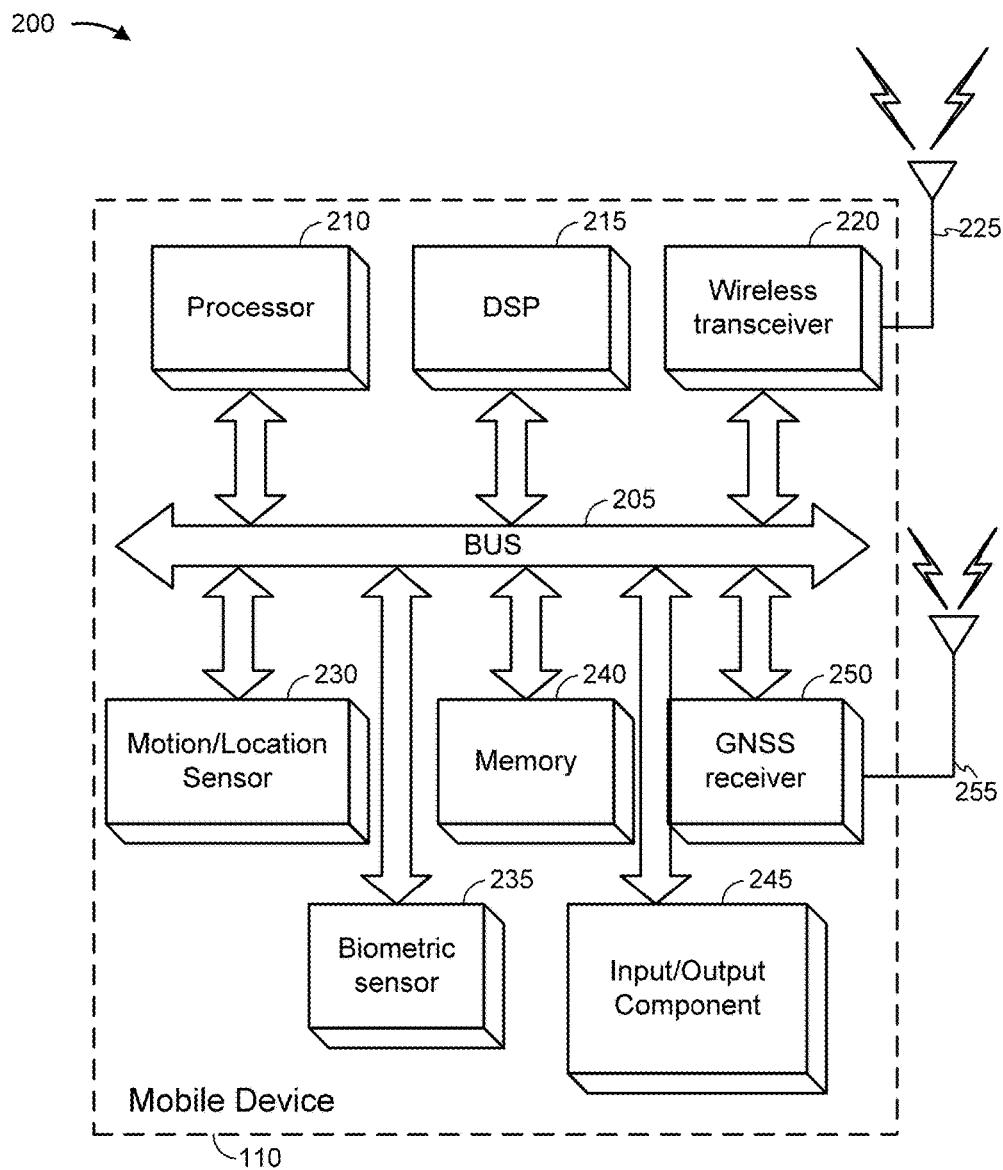 200
210
215
220
225
Processor
DSP
Wireless
transceiver
205
BUS
230
240
250
Motion/Location
Sensor
Memory
GNSS
receiver
255
235
245
Biometric
sensor
Input/Output
Component
Mobile Device
110